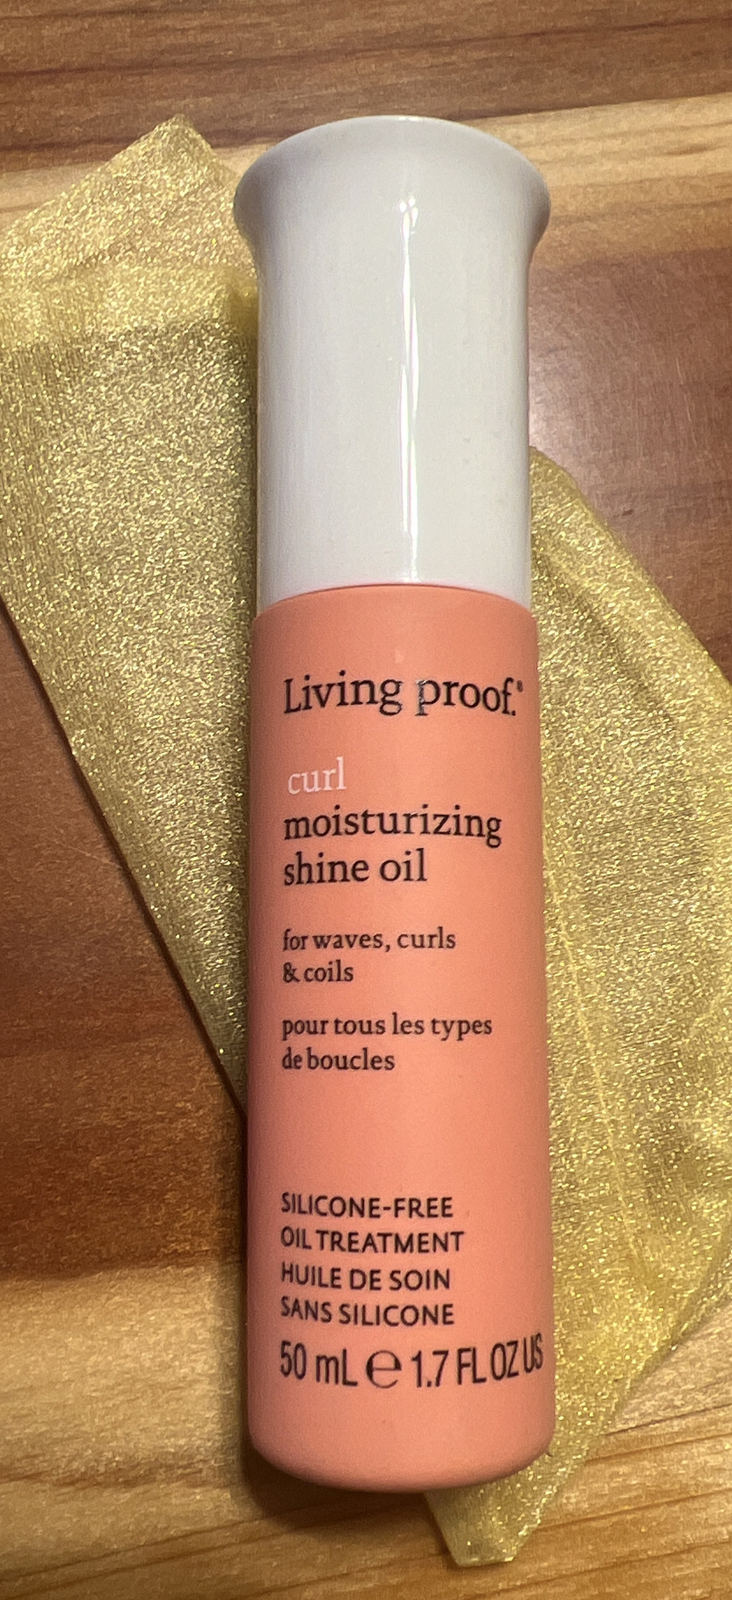 Living proof.®
curl
moisturizing
shine oil
for waves, curls
& coils
pour tous les types
de boucles
SILICONE-FREE
OIL TREATMENT
HUILE DE SOIN
SANS SILICONE
50 mL ℮ 1.7 FL OZ US